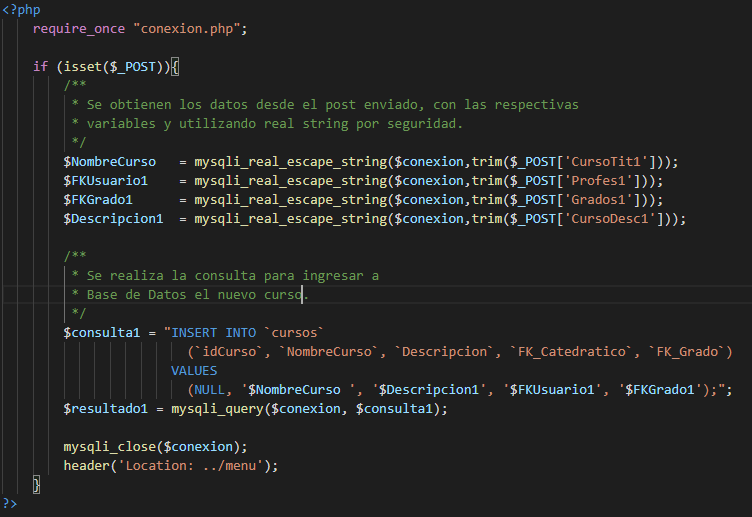 <?php
    require_once "conexion.php";

    if (isset($_POST)){
        /**
         * Se obtienen los datos desde el post enviado, con las respectivas
         * variables y utilizando real string por seguridad.
         */
        $NombreCurso   = mysqli_real_escape_string($conexion,trim($_POST['CursoTit1']));
        $FKUsuario1    = mysqli_real_escape_string($conexion,trim($_POST['Profes1']));
        $FKGrado1      = mysqli_real_escape_string($conexion,trim($_POST['Grados1']));
        $Descripcion1  = mysqli_real_escape_string($conexion,trim($_POST['CursoDesc1']));

        /**
         * Se realiza la consulta para ingresar a
         * Base de Datos el nuevo curso.
         */
        $consulta1 = "INSERT INTO `cursos`
                        (`idCurso`, `NombreCurso`, `Descripcion`, `FK_Catedratico`, `FK_Grado`)
                      VALUES
                        (NULL, '$NombreCurso ', '$Descripcion1', '$FKUsuario1', '$FKGrado1');";
        $resultado1 = mysqli_query($conexion, $consulta1);

        mysqli_close($conexion);
        header('Location: ../menu');
    }
?>